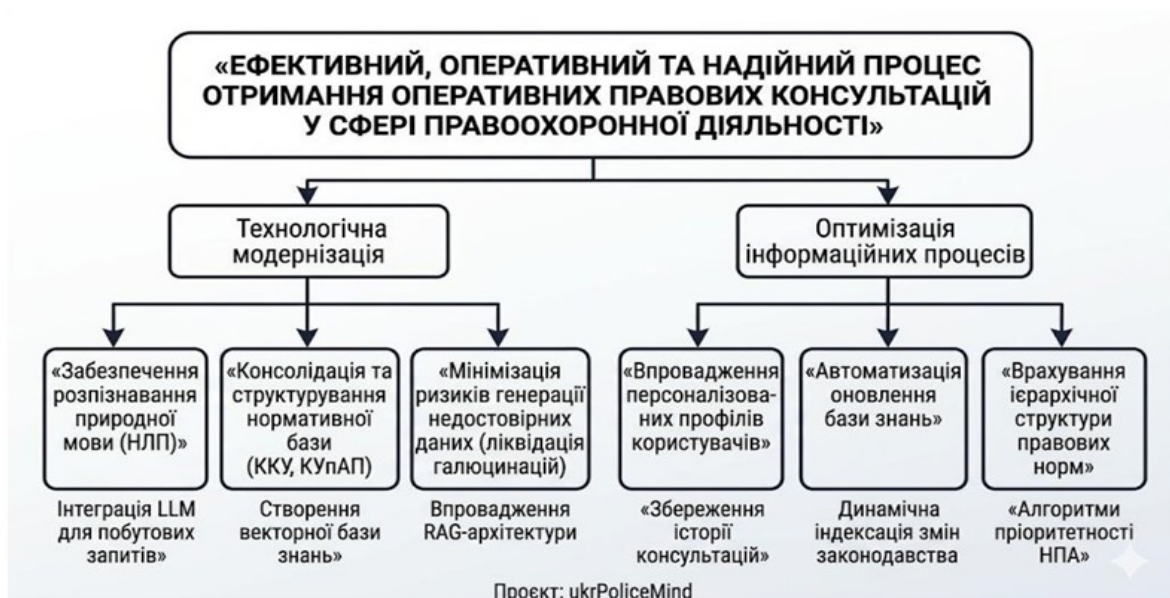 «ЕФЕКТИВНИЙ, ОПЕРАТИВНИЙ ТА НАДІЙНИЙ ПРОЦЕС
ОТРИМАННЯ ОПЕРАТИВНИХ ПРАВОВИХ КОНСУЛЬТАЦІЙ
У СФЕРІ ПРАВООХОРОННОЇ ДІЯЛЬНОСТІ»
Технологічна
модернізація
Оптимізація
інформаційних процесів
«Забезпечення
розпізнавання
природної
мови (НЛП)»
«Консолідація та
структурування
нормативної
бази
(ККУ, КУпАП)
«Мінімізація
ризиків генерації
недостовірних
даних (ліквідація
галюцинацій)
«Впровадження
персоналізова-
них профілів
користувачів»
«Автоматизація
оновлення
бази знань»
«Врахування
ієрархічної
структури
правових
норм»
Інтеграція LLM
для побутових
запитів»
Створення
векторної бази
знань»
Впровадження
RAG-архітектури
«Збереження
історії
консультацій»
Динамічна
індексація змін
законодавства
«Алгоритми
пріоритетності
НПА»
Проєкт: ukrPoliceMind